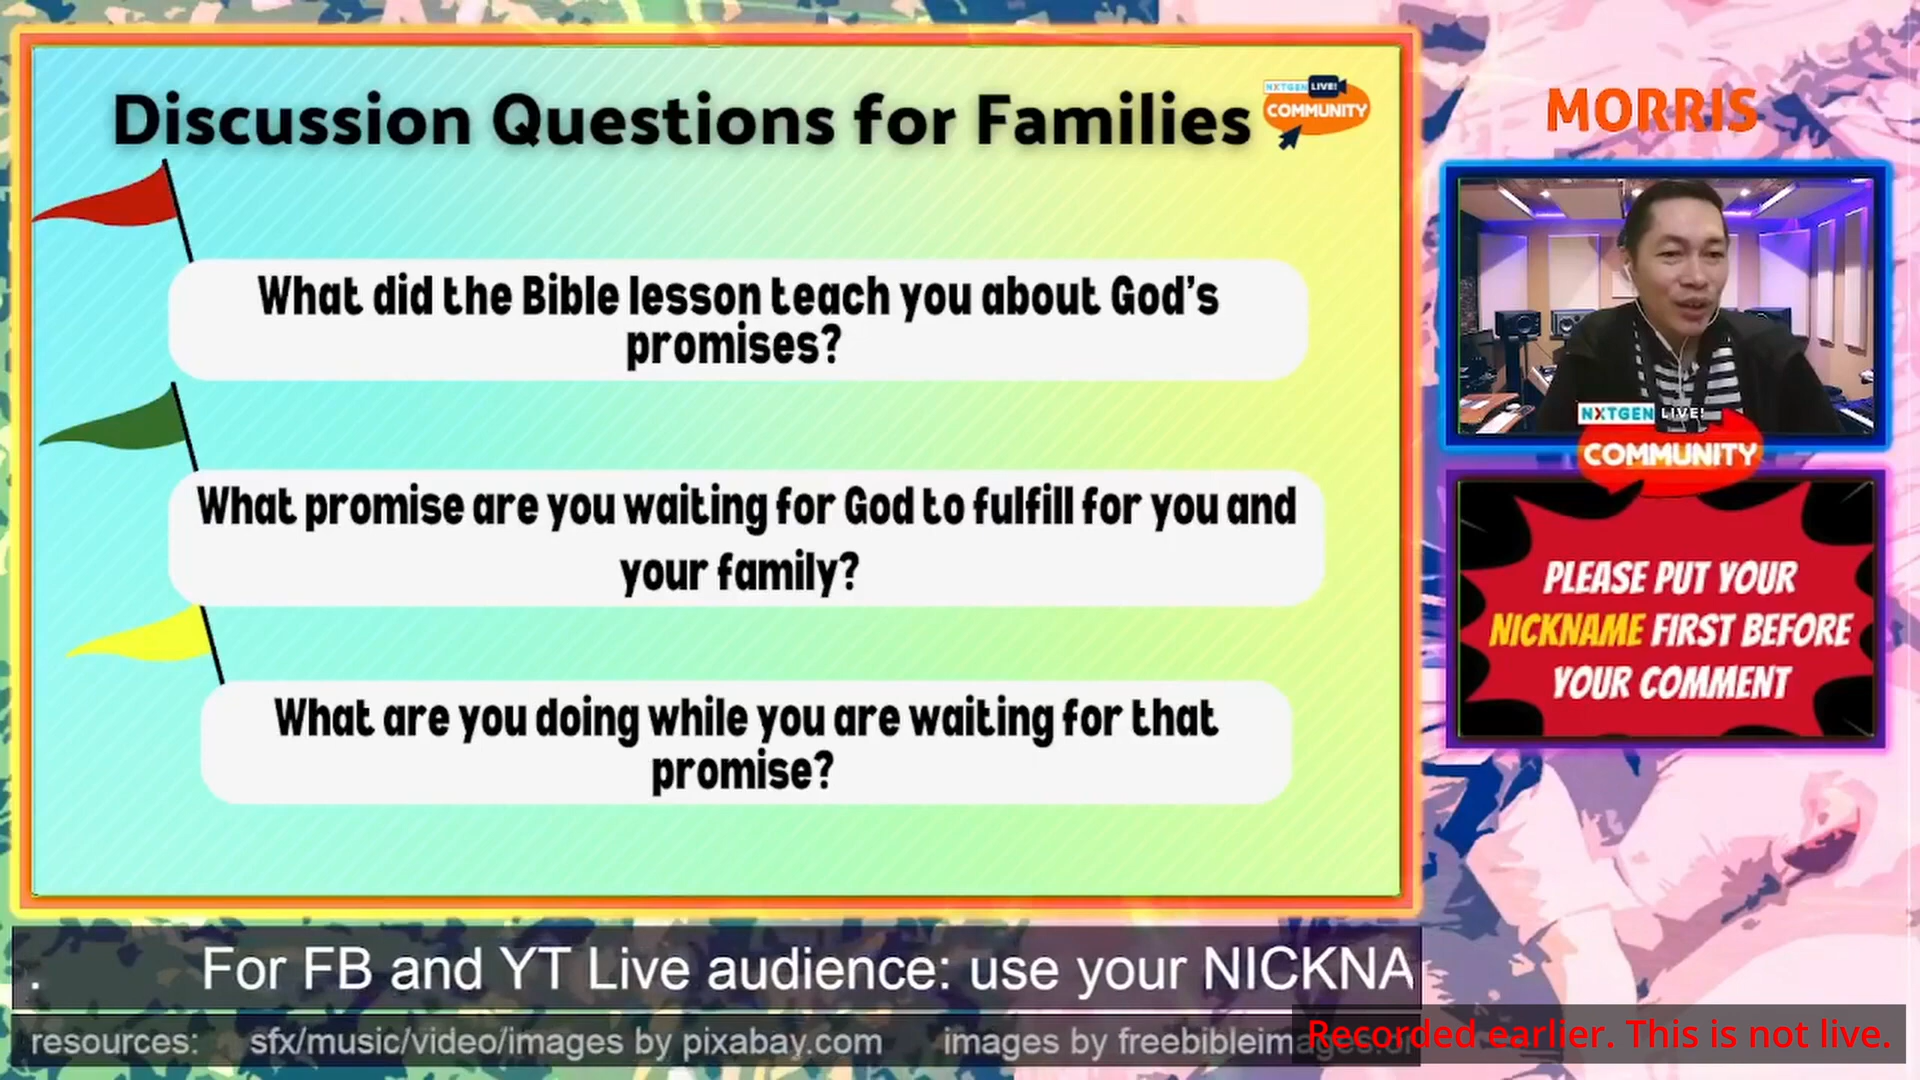 Discussion Questions for Families
NXTGEN LIVE!
COMMUNITY
What did the Bible lesson teach you about God's
promises?
What promise are you waiting for God to fulfill for you and
your family?
What are you doing while you are waiting for that
promise?
MORRIS
NXTGEN LIVE!
COMMUNITY
PLEASE PUT YOUR
NICKNAME FIRST BEFORE
YOUR COMMENT
. For FB and YT Live audience: use your NICKNA
resources: sfx/music/video/images by pixabay.com images by freebibleimages.or
Recorded earlier. This is not live.